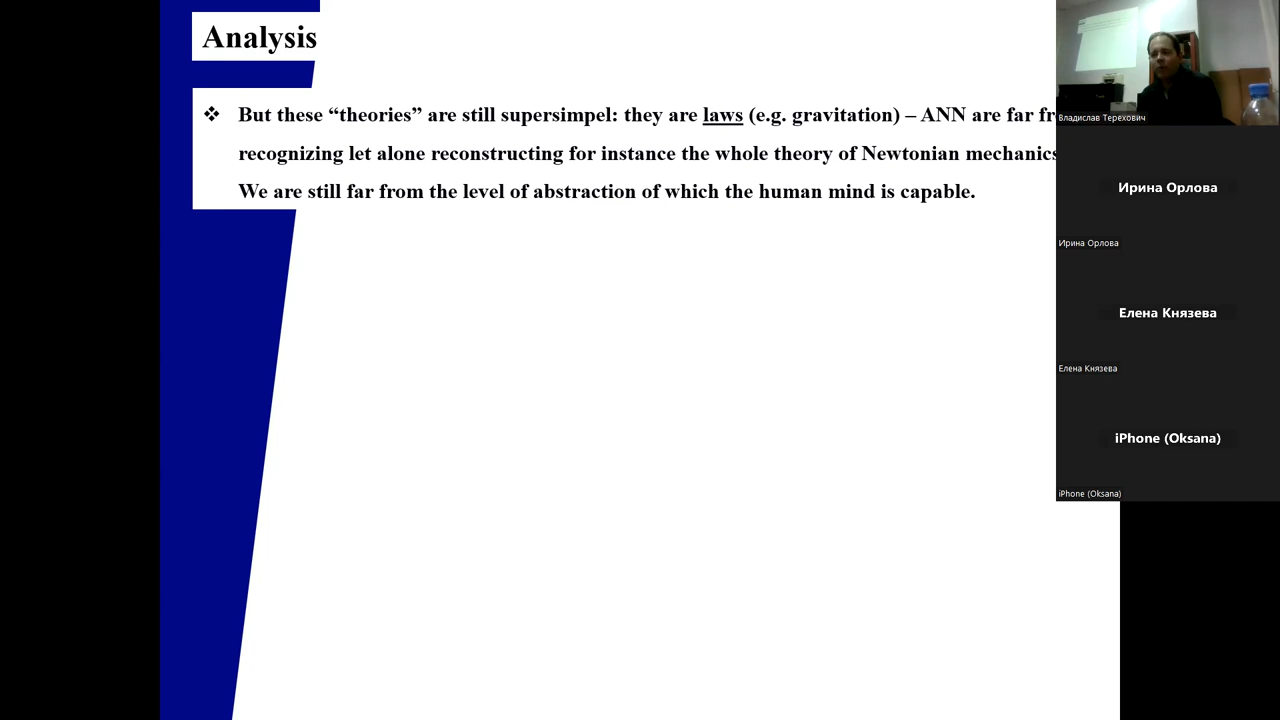 Analysis
❖ But these “theories” are still supersimpel: they are laws (e.g. gravitation) – ANN are far
recognizing let alone reconstructing for instance the whole theory of Newtonian mechanics
We are still far from the level of abstraction of which the human mind is capable.
Владислав Терехович
Ирина Орлова
Ирина Орлова
Елена Князева
Елена Князева
iPhone (Oksana)
iPhone (Oksana)